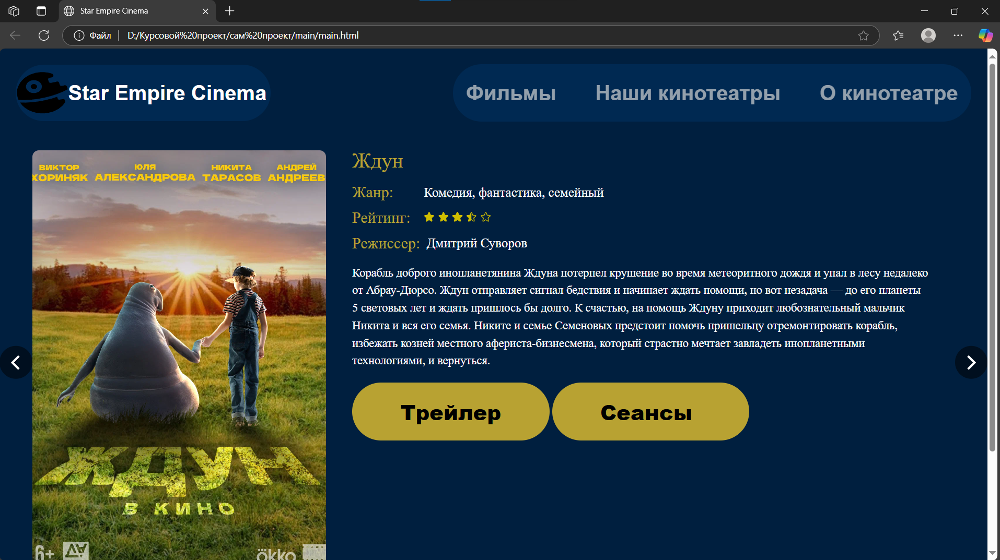 Star Empire Cinema
Файл
D:/Курсовой%20проект/сам%20проект/main/main.html
Star Empire Cinema
Фильмы Наши кинотеатры О кинотеатре
ВИКТОР ХОРИНЯК
ЮЛЯ АЛЕКСАНДРОВА
НИКИТА ТАРАСОВ
АНДРЕЙ АНДРЕЕВ
ЖДУН
В КИНО
6+
okko
Ждун
Жанр: Комедия, фантастика, семейный
Рейтинг:
Режиссер: Дмитрий Суворов
Корабль доброго инопланетянина Ждуна потерпел крушение во время метеоритного дождя и упал в лесу недалеко
от Абрау-Дюрсо. Ждун отправляет сигнал бедствия и начинает ждать помощи, но вот незадача — до его планеты
5 световых лет и ждать пришлось бы долго. К счастью, на помощь Ждуну приходит любознательный мальчик
Никита и вся его семья. Никите и семье Семеновых предстоит помочь пришельцу отремонтировать корабль,
избежать козней местного афериста-бизнесмена, который страстно мечтает завладеть инопланетными
технологиями, и вернуться.
Трейлер Сеансы